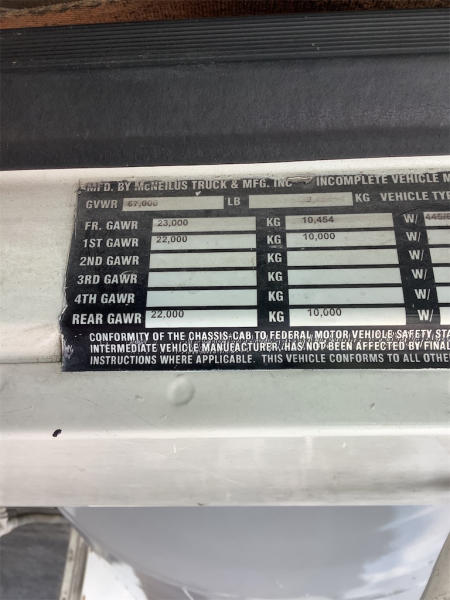 MFD. BY McNEILUS TRUCK & MFG. INC INCOMPLETE VEHICLE M
GVWR 67,000 LB KG VEHICLE TYP
FR. GAWR 23,000 KG 10,454 W/ 445/6
1ST GAWR 22,000 KG 10,000 W/
2ND GAWR KG W/
3RD GAWR KG W/
4TH GAWR KG W/
REAR GAWR 22,000 KG 10,000 W/
CONFORMITY OF THE CHASSIS-CAB TO FEDERAL MOTOR VEHICLE SAFETY STA
INTERMEDIATE VEHICLE MANUFACTURER, HAS NOT BEEN AFFECTED BY FINAL
INSTRUCTIONS WHERE APPLICABLE. THIS VEHICLE CONFORMS TO ALL OTHE